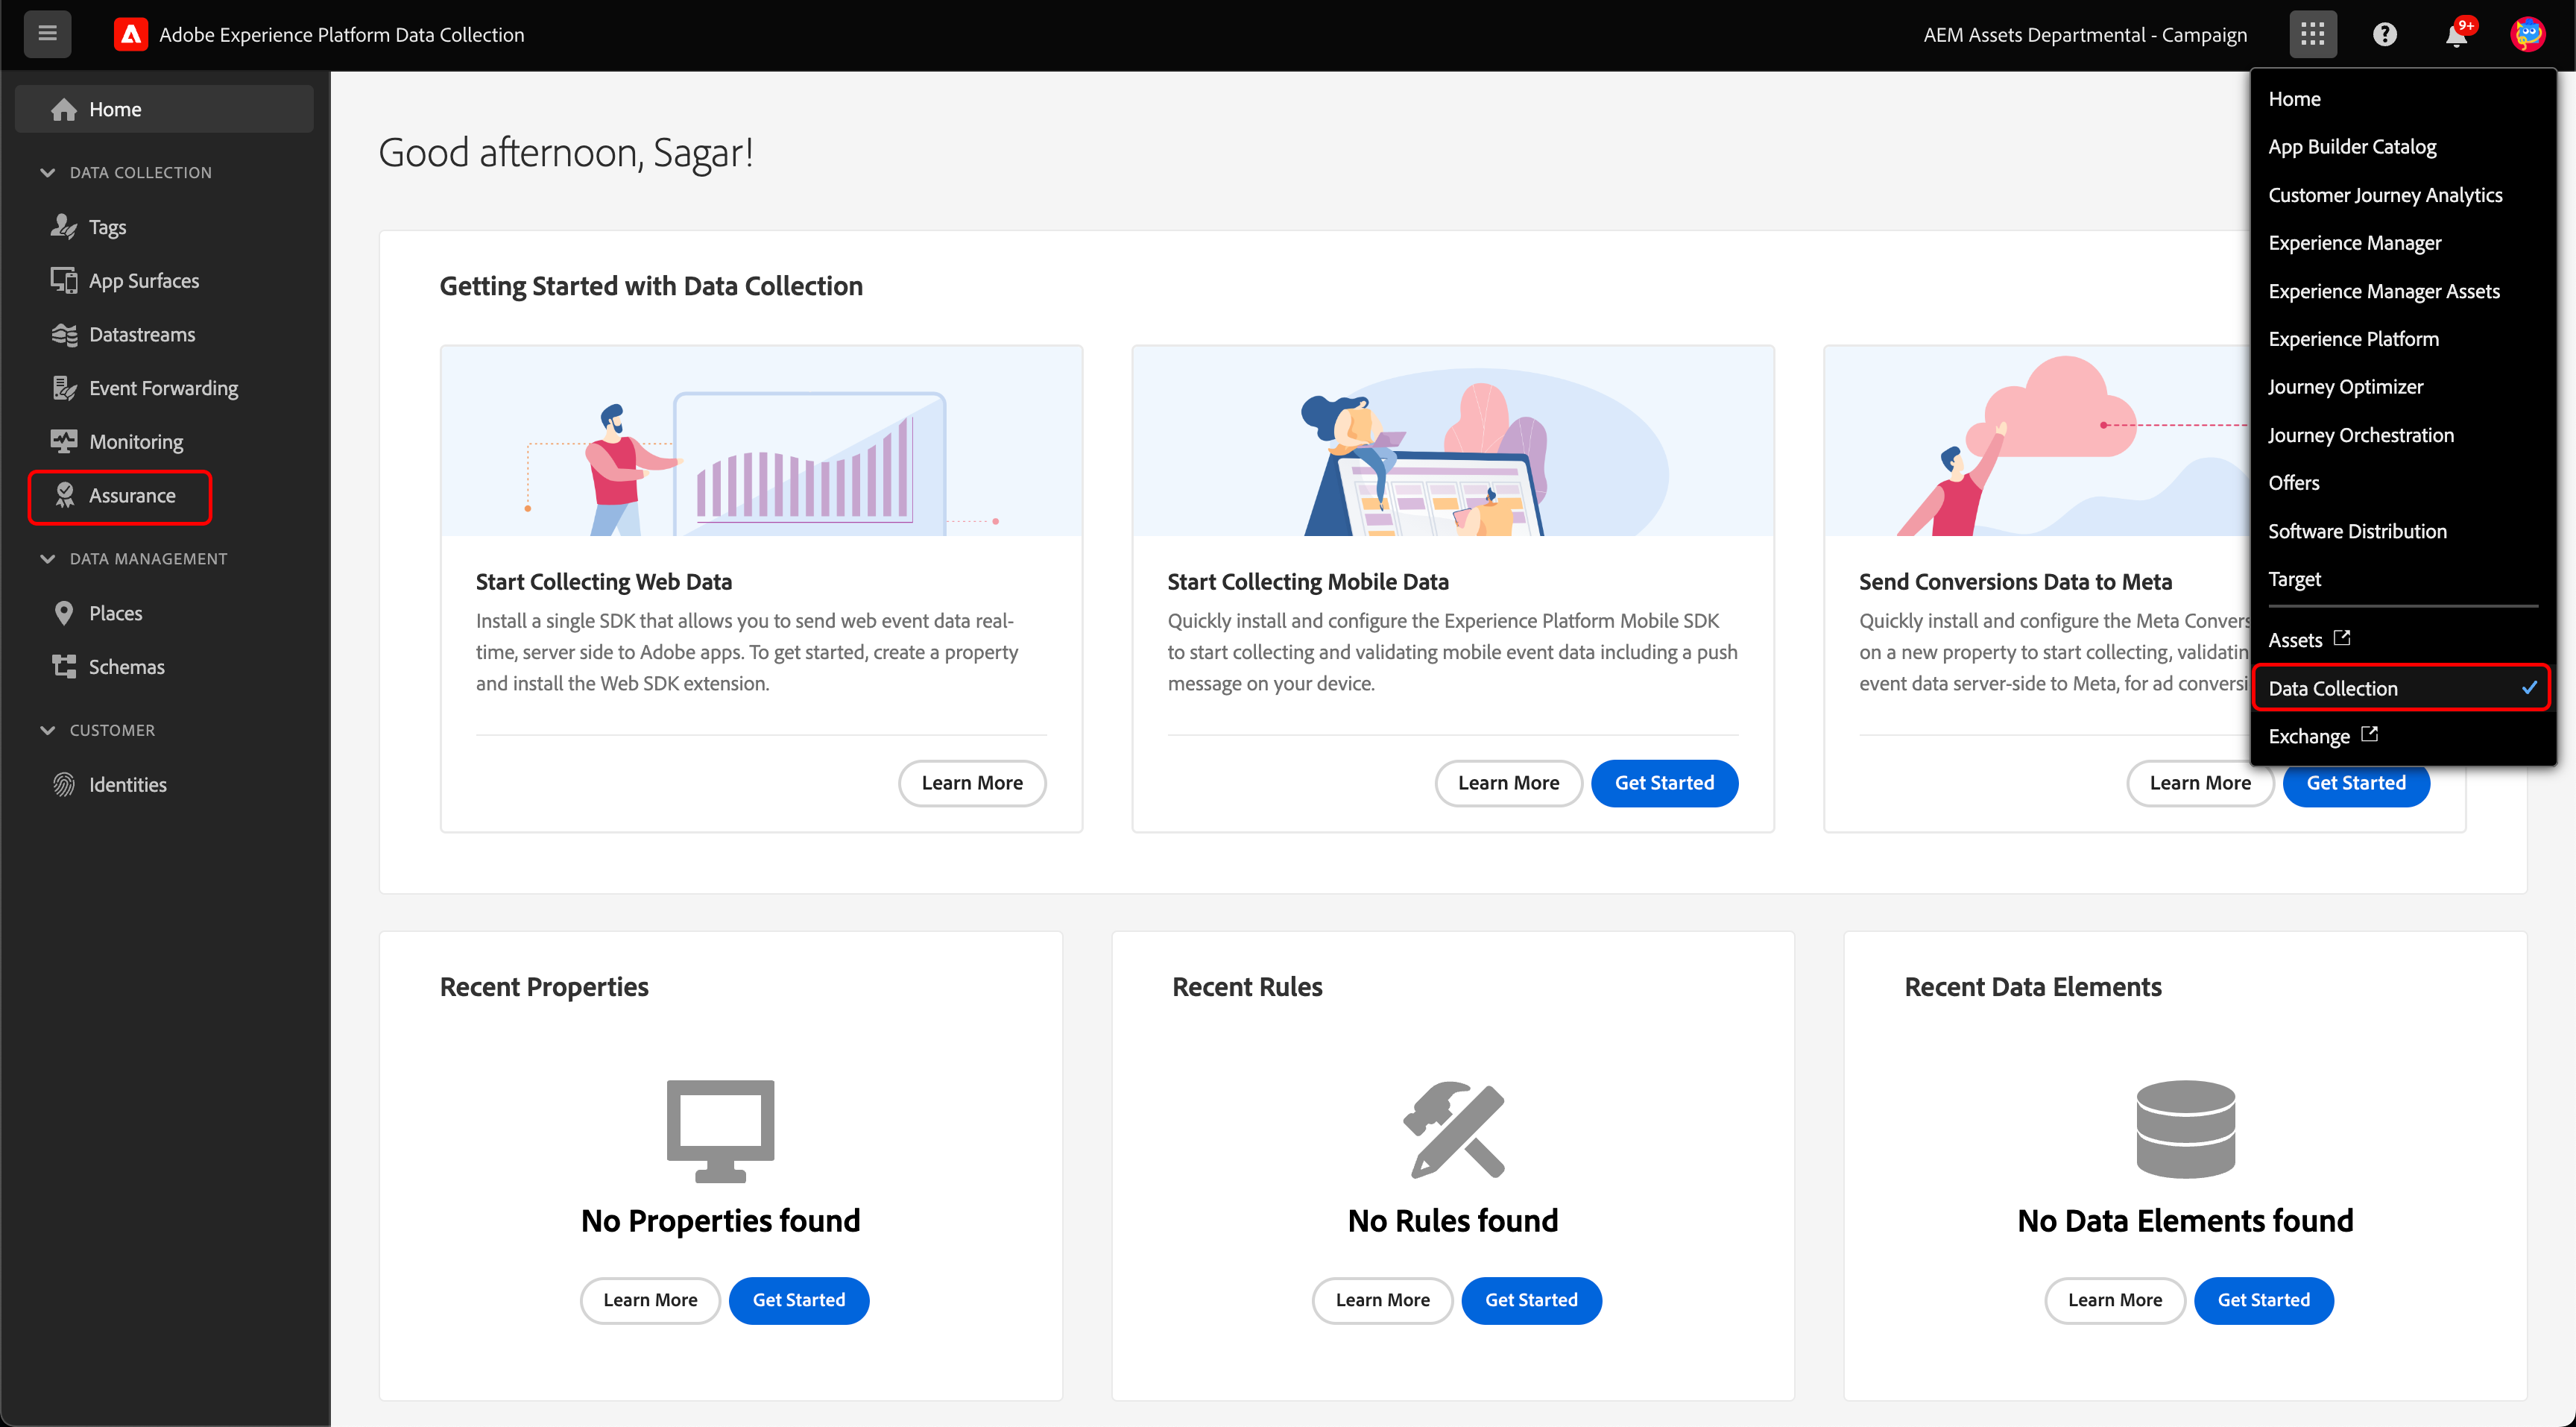 Adobe Experience Platform Data Collection
AEM Assets Departmental - Campaign
9+
Home
DATA COLLECTION
Tags
App Surfaces
Datastreams
Event Forwarding
Monitoring
Assurance
DATA MANAGEMENT
Places
Schemas
CUSTOMER
Identities
Good afternoon, Sagar!
Getting Started with Data Collection
Start Collecting Web Data
Install a single SDK that allows you to send web event data real-
time, server side to Adobe apps. To get started, create a property
and install the Web SDK extension.
Learn More
Start Collecting Mobile Data
Quickly install and configure the Experience Platform Mobile SDK
to start collecting and validating mobile event data including a push
message on your device.
Learn More
Get Started
Send Conversions Data to Meta
Quickly install and configure the Meta Convers
on a new property to start collecting, validatin
event data server-side to Meta, for ad conversi
Learn More
Get Started
Home
App Builder Catalog
Customer Journey Analytics
Experience Manager
Experience Manager Assets
Experience Platform
Journey Optimizer
Journey Orchestration
Offers
Software Distribution
Target
Assets
Data Collection
Exchange
Recent Properties
No Properties found
Learn More
Get Started
Recent Rules
No Rules found
Learn More
Get Started
Recent Data Elements
No Data Elements found
Learn More
Get Started